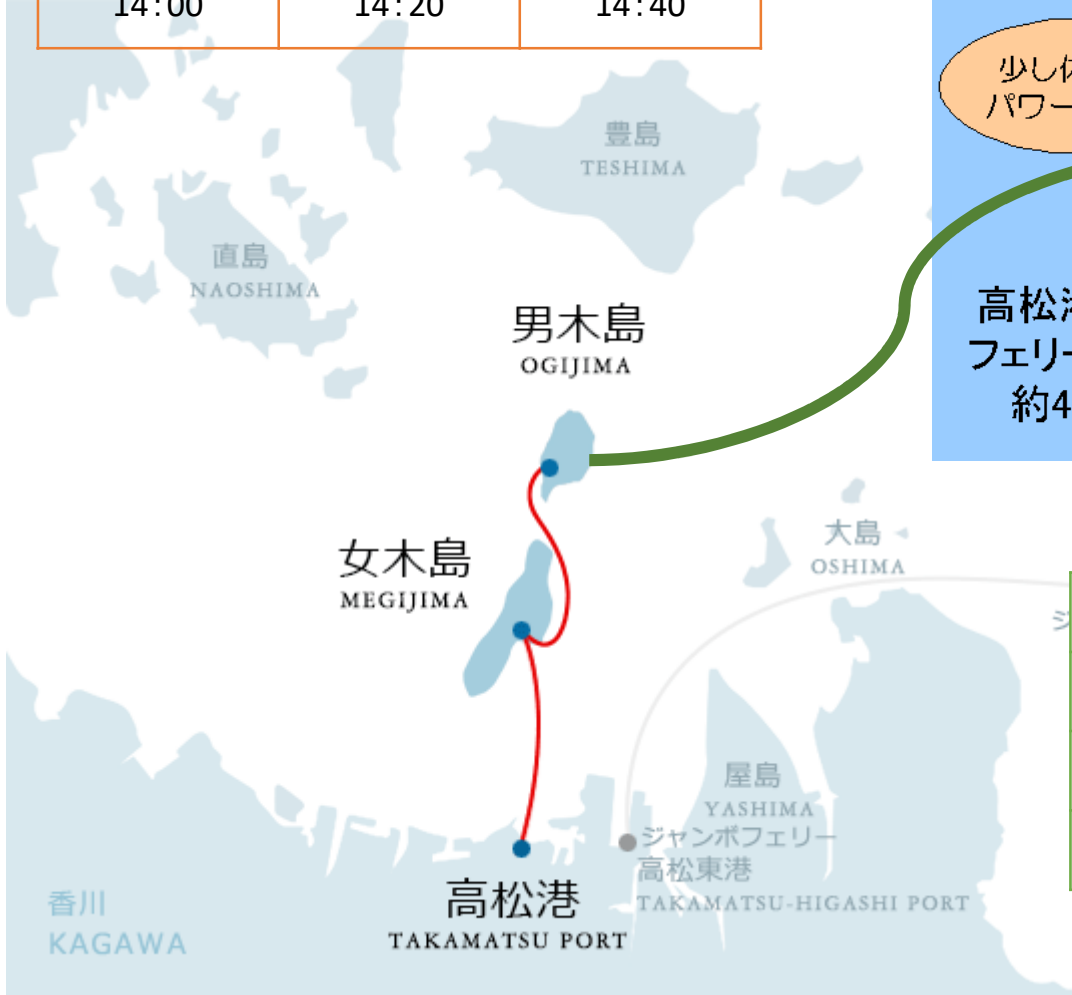 14:00 14:20 14:40
少し
パワー
豊島
TESHIMA
直島
NAOSHIMA
男木島
OGIJIMA
高松
フェリー
約4
大島
OSHIMA
女木島
MEGIJIMA
屋島
YASHIMA
ジャンボフェリー
高松東港
TAKAMATSU-HIGASHI PORT
高松港
TAKAMATSU PORT
香川
KAGAWA